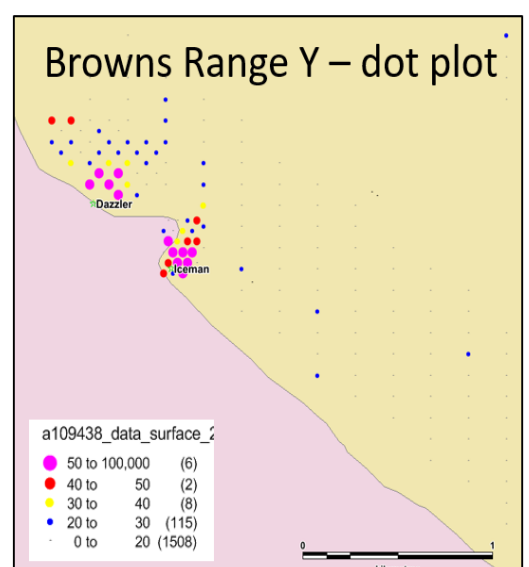 Browns Range Y – dot plot
Dazzler
Iceman
a109438_data_surface_2
50 to 100,000 (6)
40 to 50 (2)
30 to 40 (8)
20 to 30 (115)
0 to 20 (1508)
0 1